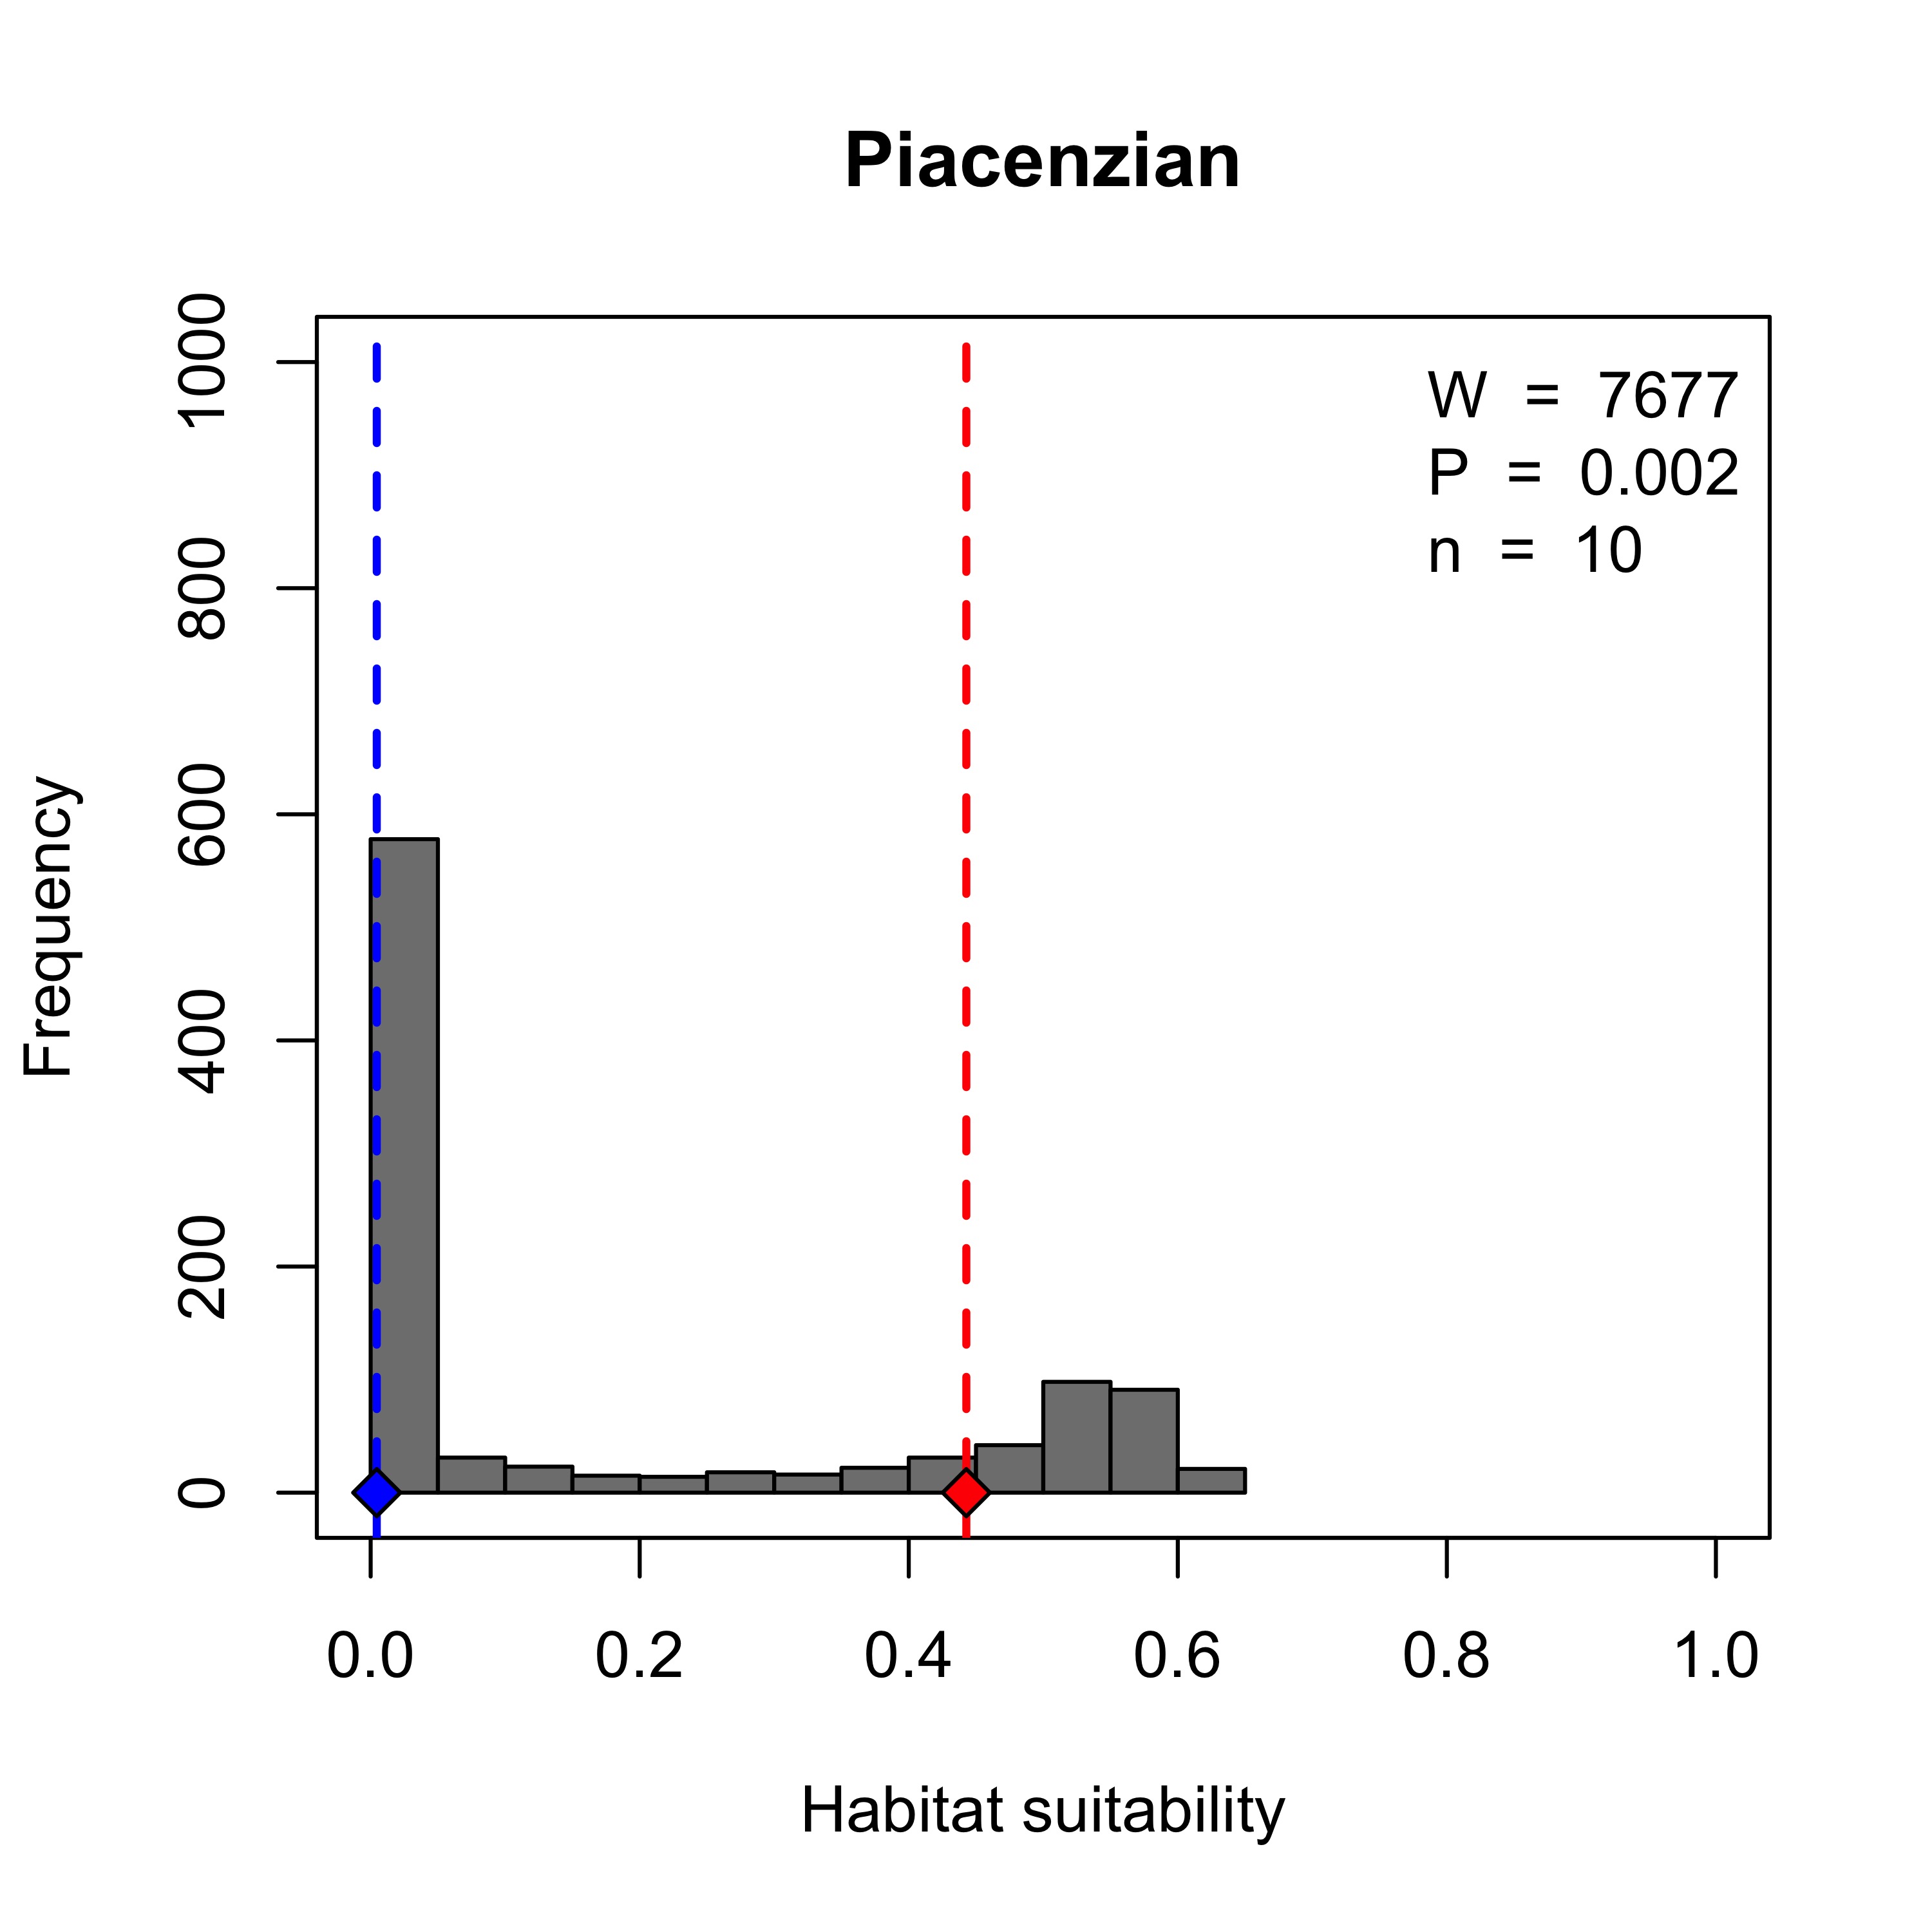 Piacenzian
W = 7677
P = 0.002
n = 10
Frequency
1000
800
600
400
200
0
0.0 0.2 0.4 0.6 0.8 1.0
Habitat suitability